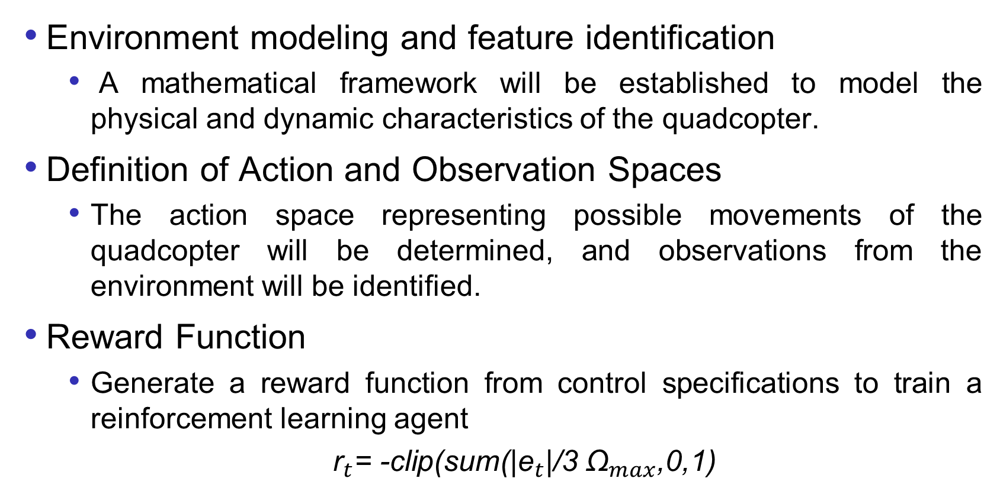 • Environment modeling and feature identification
• A mathematical framework will be established to model the
physical and dynamic characteristics of the quadcopter.
• Definition of Action and Observation Spaces
• The action space representing possible movements of the
quadcopter will be determined, and observations from the
environment will be identified.
• Reward Function
• Generate a reward function from control specifications to train a
reinforcement learning agent
r_t= -clip(sum(|e_t|/3 Ω_max,0,1)